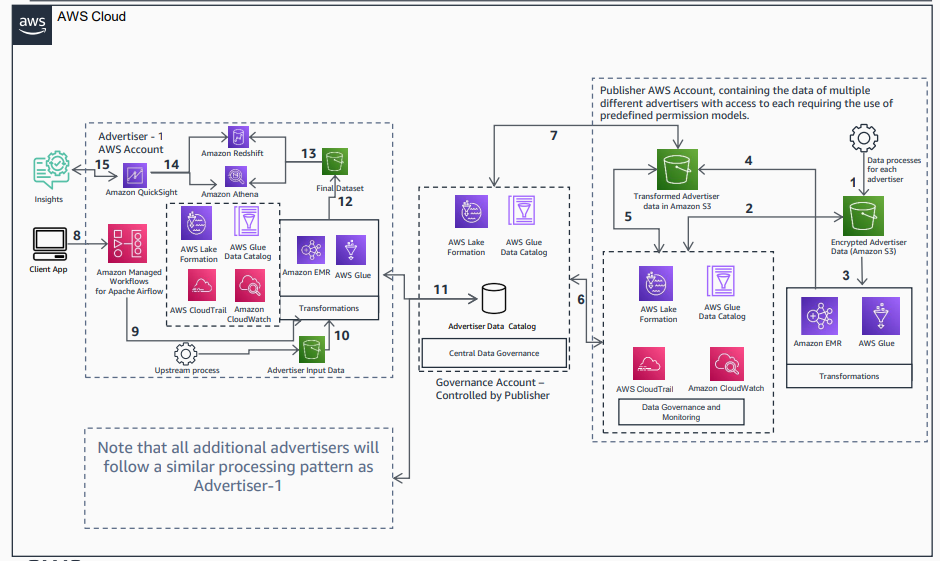 aws
AWS Cloud
Publisher AWS Account, containing the data of multiple
different advertisers with access to each requiring the use of
predefined permission models.
Advertiser - 1
AWS Account
Amazon Redshift
Amazon Athena
Amazon QuickSight
Insights
15
14
13
Final Dataset
12
7
4
Transformed Advertiser
data in Amazon S3
Data processes
for each
advertiser
1
2
5
Encrypted Advertiser
Data (Amazon S3)
3
8
Client App
Amazon Managed
Workflows
for Apache Airflow
AWS Lake
Formation
AWS Glue
Data Catalog
AWS CloudTrail
Amazon
CloudWatch
Amazon EMR
AWS Glue
Transformations
9
10
Upstream process
Advertiser Input Data
11
AWS Lake
Formation
AWS Glue
Data Catalog
Advertiser Data Catalog
Central Data Governance
Governance Account –
Controlled by Publisher
6
AWS Lake
Formation
AWS Glue
Data Catalog
AWS CloudTrail
Amazon CloudWatch
Data Governance and
Monitoring
Amazon EMR
AWS Glue
Transformations
Note that all additional advertisers will
follow a similar processing pattern as
Advertiser-1